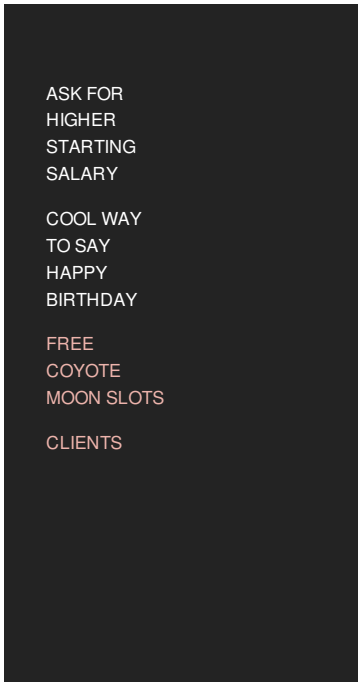 ASK FOR
HIGHER
STARTING
SALARY
COOL WAY
TO SAY
HAPPY
BIRTHDAY
FREE
COYOTE
MOON SLOTS
CLIENTS